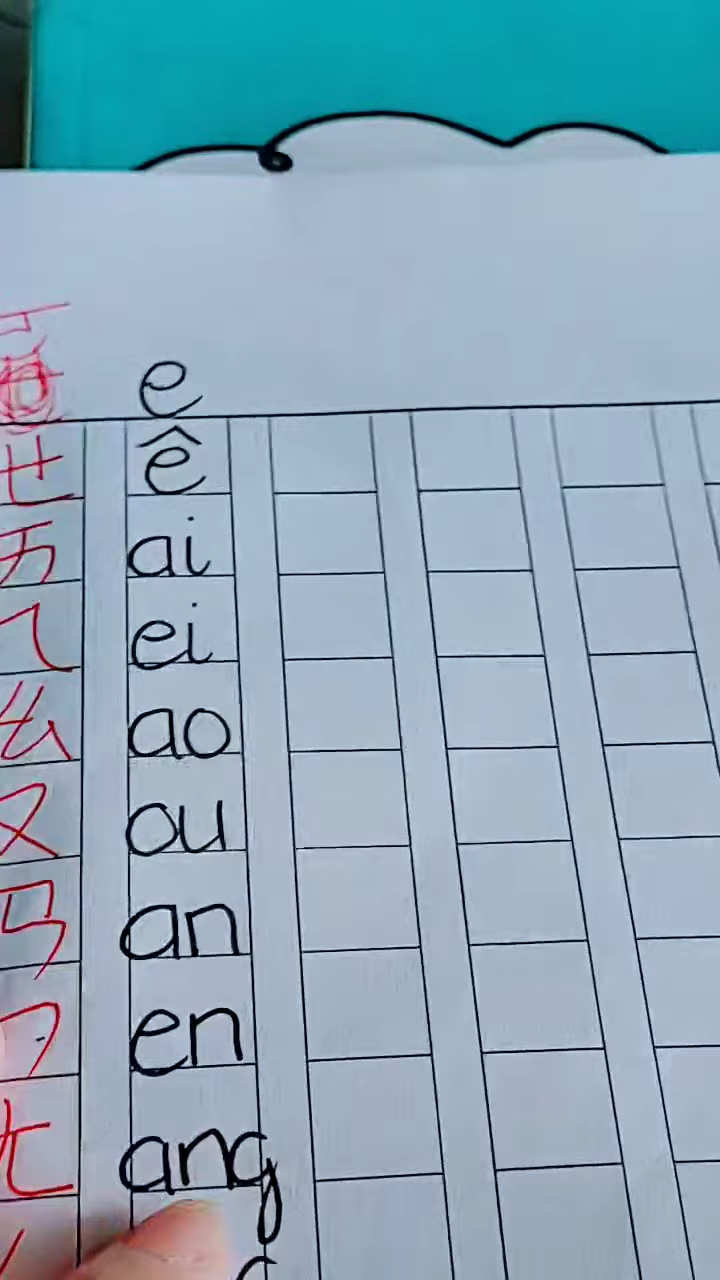 e
ㄝ ê
ㄞ ai
ㄟ ei
ㄠ ao
ㄡ ou
ㄢ an
ㄣ en
ㄤ ang